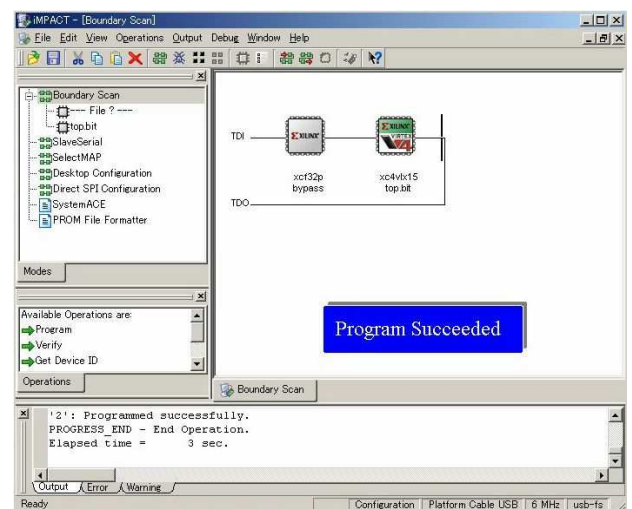 iMPACT - [Boundary Scan]
File Edit View Operations Output Debug Window Help
Boundary Scan
--- File ? ---
top.bit
SlaveSerial
SelectMAP
Desktop Configuration
Direct SPI Configuration
SystemACE
PROM File Formatter
Modes
Available Operations are:
Program
Verify
Get Device ID
Operations
TDI
XILINX
XILINX
VIRTEX
xcf32p
bypass
xc4vlx15
top.bit
TDO
Program Succeeded
Boundary Scan
'2': Programmed successfully.
PROGRESS_END - End Operation.
Elapsed time = 3 sec.
Output Error Warning
Ready Configuration Platform Cable USB 6 MHz usb-fs